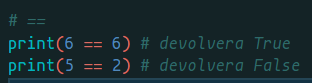 # ==
print(6 == 6) # devolvera True
print(5 == 2) # devolvera False